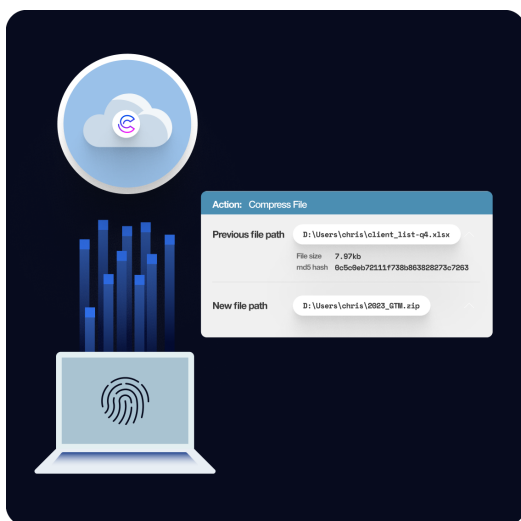 Action: Compress File
Previous file path D:\Users\chris\client_list-q4.xlsx
File size 7.97kb
md5 hash 0c5c0eb72111f738b863828273c7263
New file path D:\Users\chris\2023_GTM.zip